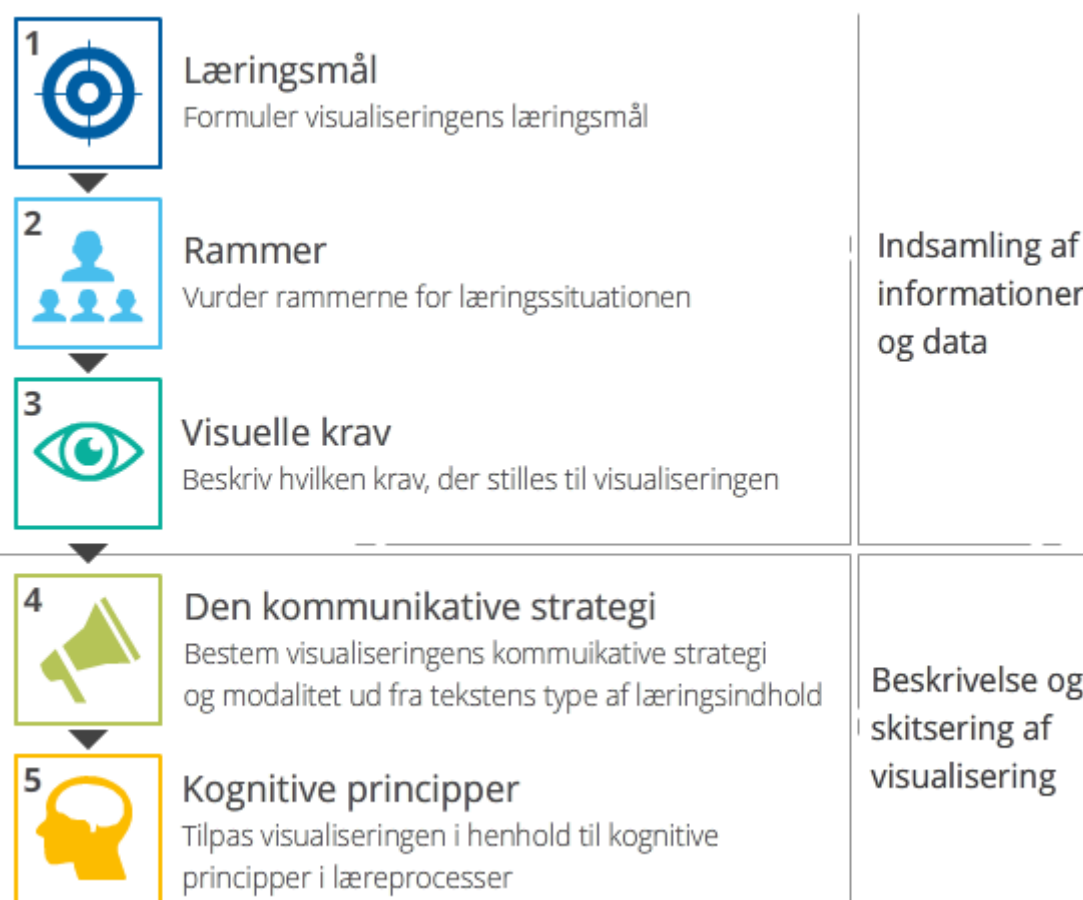 1
Læringsmål
Formuler visualiseringens læringsmål
2
Rammer
Vurder rammerne for læringssituationen
3
Visuelle krav
Beskriv hvilken krav, der stilles til visualiseringen
Indsamling af
informationer
og data
4
Den kommunikative strategi
Bestem visualiseringens kommuikative strategi
og modalitet ud fra tekstens type af læringsindhold
5
Kognitive principper
Tilpas visualiseringen i henhold til kognitive
principper i læreprocesser
Beskrivelse og
skitsering af
visualisering